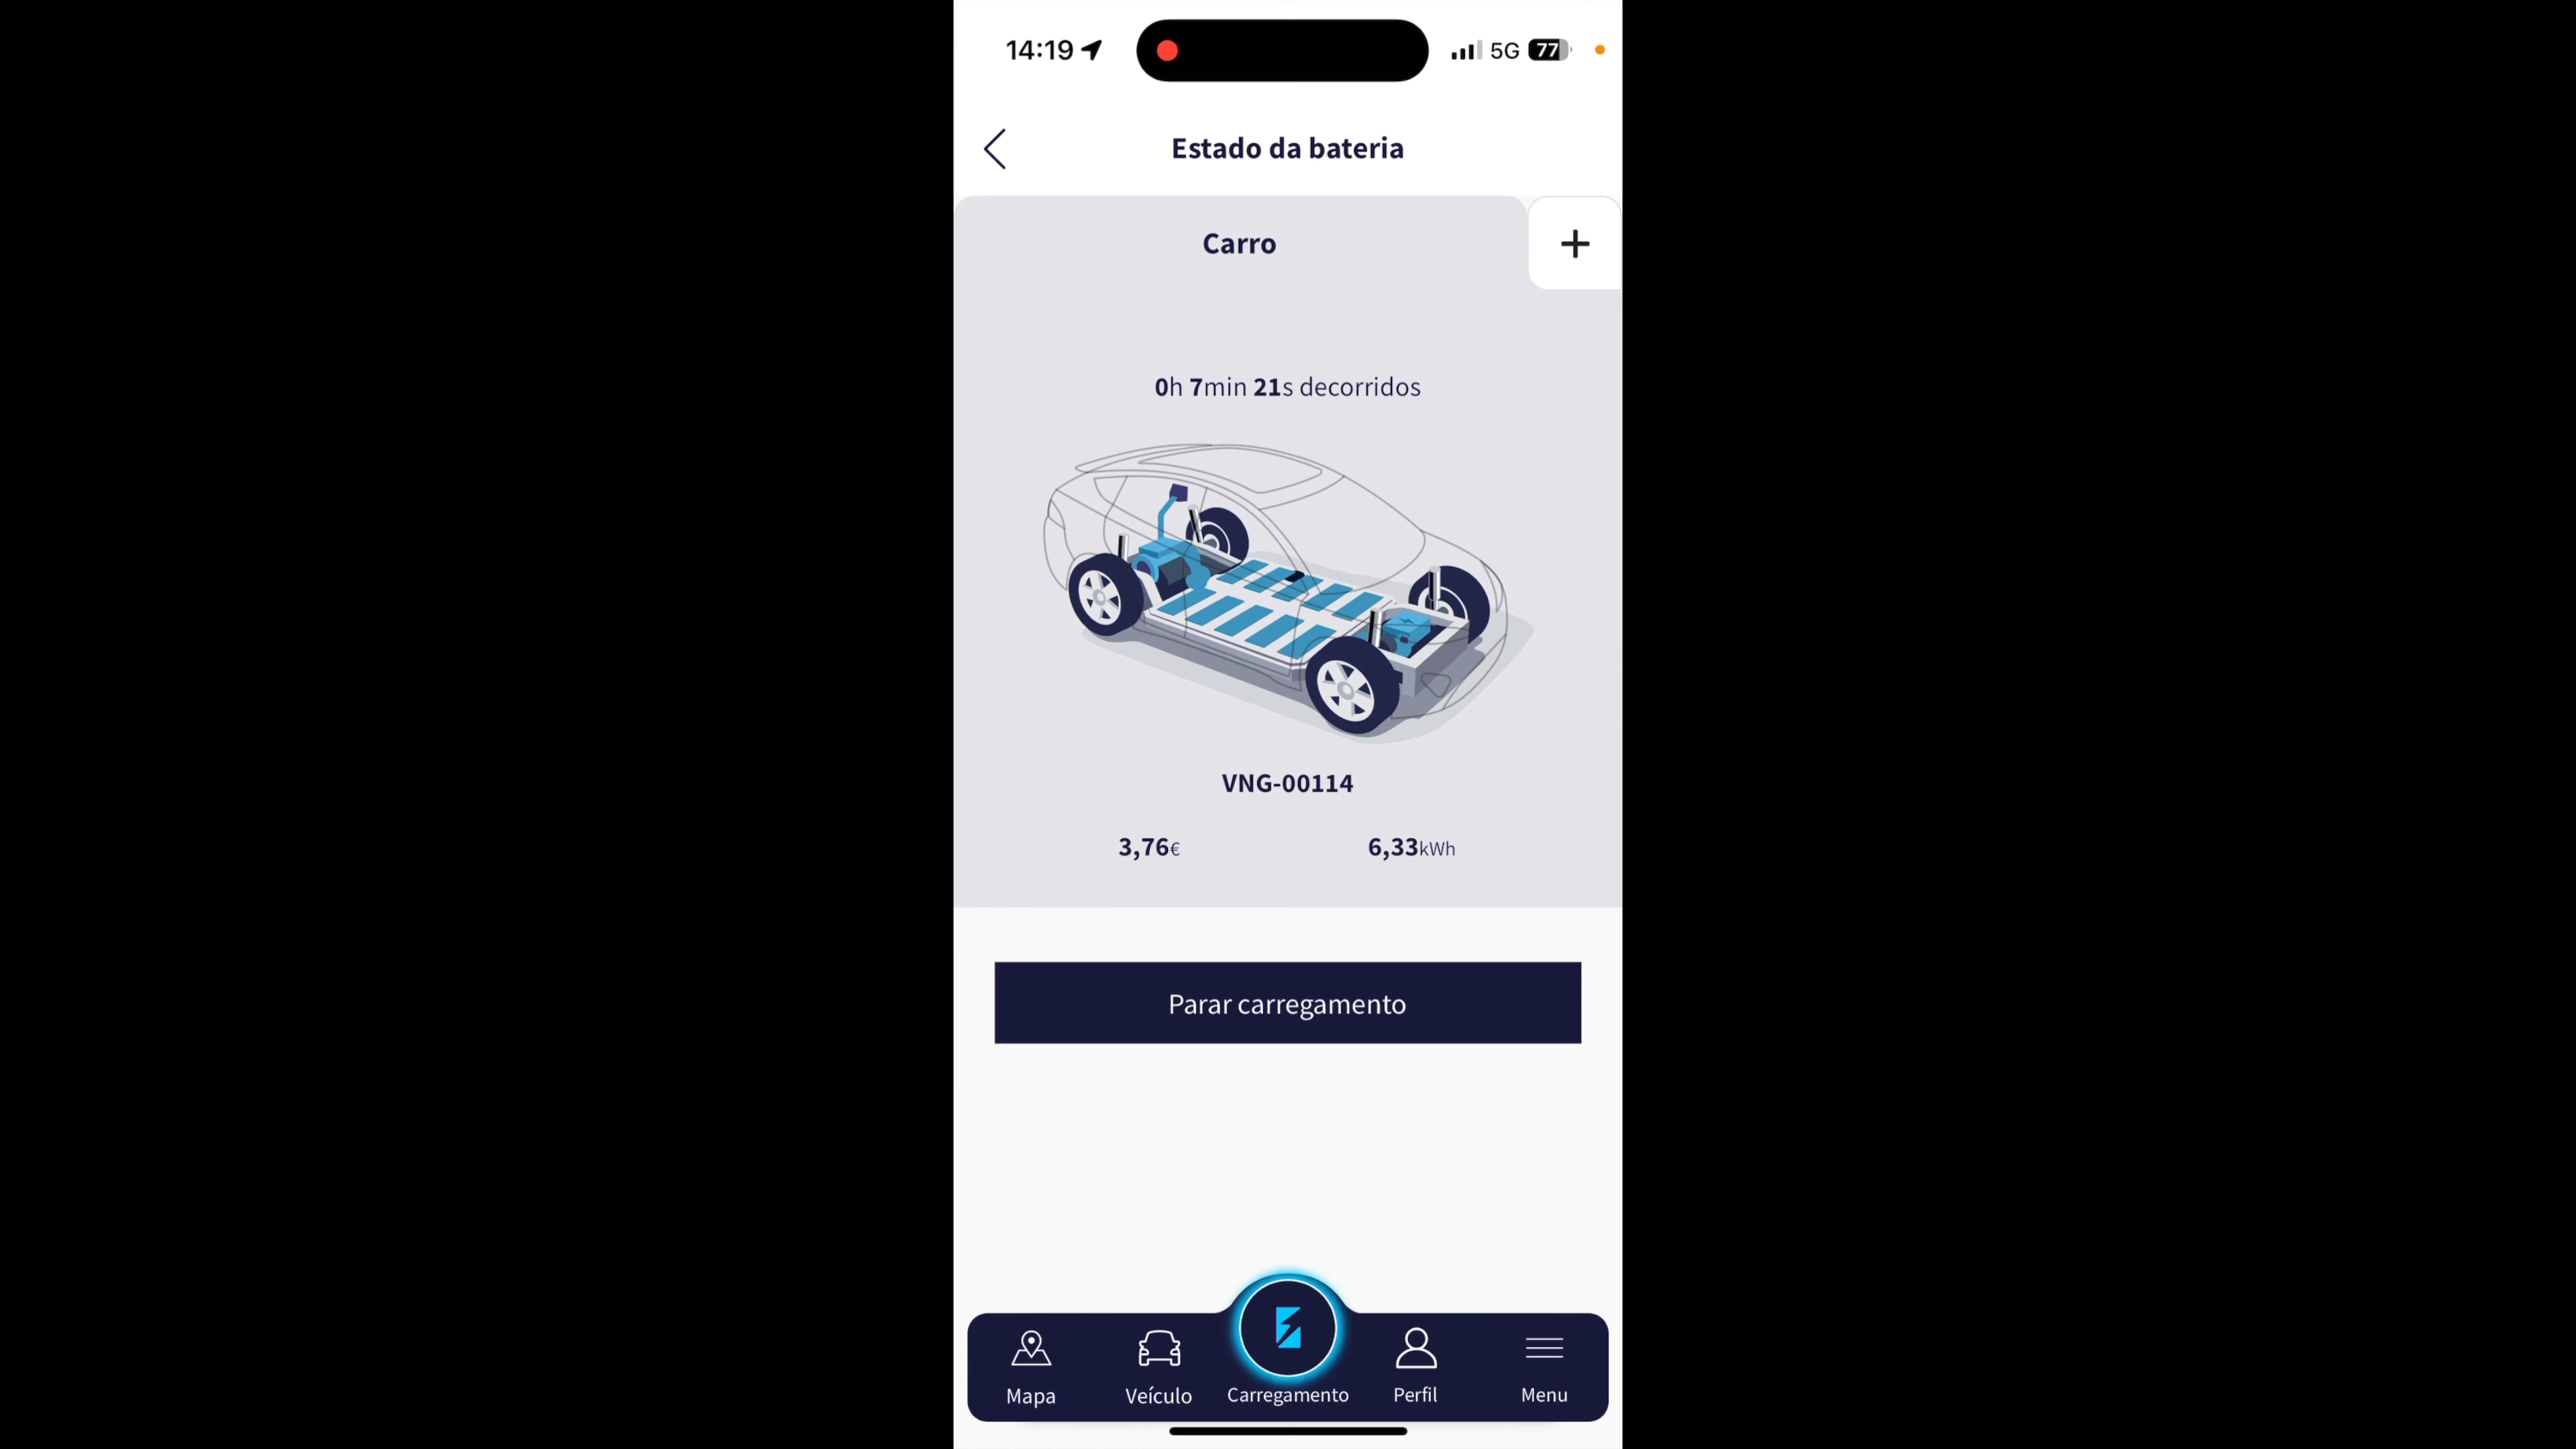 14:19 5G 77
Estado da bateria
Carro
0h 7min 21s decorridos
VNG-00114
3,76€ 6,33kWh
Parar carregamento
Mapa Veículo Carregamento Perfil Menu